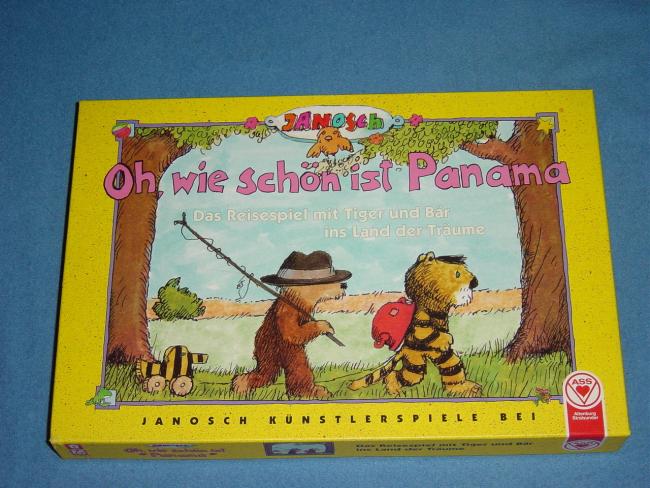 JANOSCH
Oh, wie schön ist Panama
Das Reisespiel mit Tiger und Bär
ins Land der Träume
JANOSCH KÜNSTLERSPIELE BEI
ASS
Altenburg
Stralsunder
Oh, wie schön ist
Panama
Das Reisespiel mit Tiger und Bär
ins Land der Träume